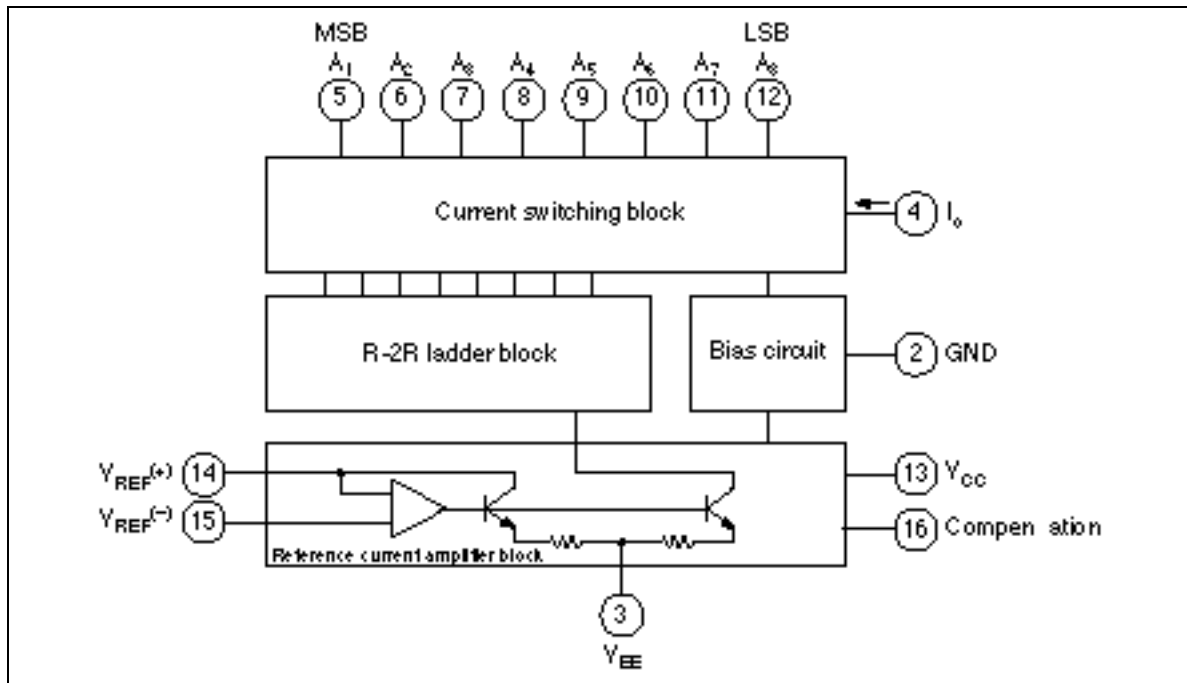 MSB LSB
A1 A2 A3 A4 A5 A6 A7 A8
5 6 7 8 9 10 11 12
Current switching block
4 Io
R-2R ladder block
Bias circuit
2 GND
VREF(+) 14
13 VCC
VREF(−) 15
16 Compen ation
Reference current amplifier block
3
VEE